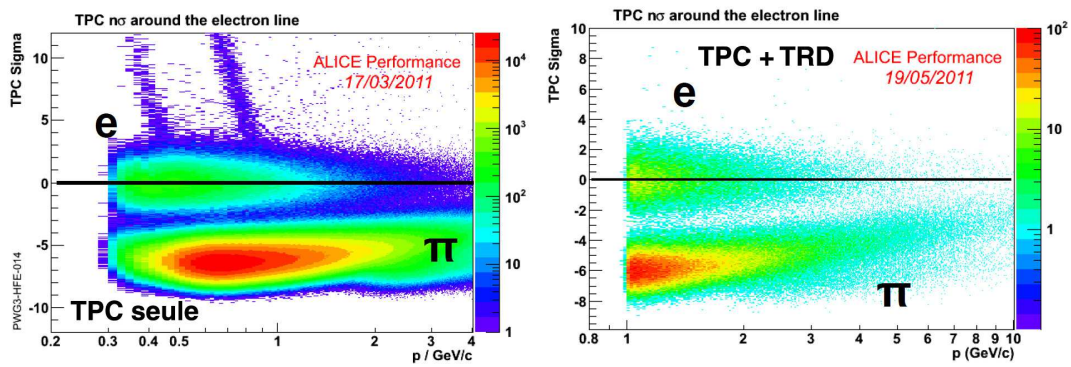 TPC nσ around the electron line
TPC Sigma
10
5
0
-5
-10
ALICE Performance
17/03/2011
e
π
TPC seule
PWG3-HFE-014
10⁴
10³
10²
10
1
0.2 0.3 0.4 0.5 1 2 3 4
p / GeV/c
TPC nσ around the electron line
TPC Sigma
10
8
6
4
2
0
-2
-4
-6
-8
TPC + TRD
ALICE Performance
19/05/2011
e
π
10²
10
1
0.8 1 2 3 4 5 6 7 8 9 10
p (GeV/c)